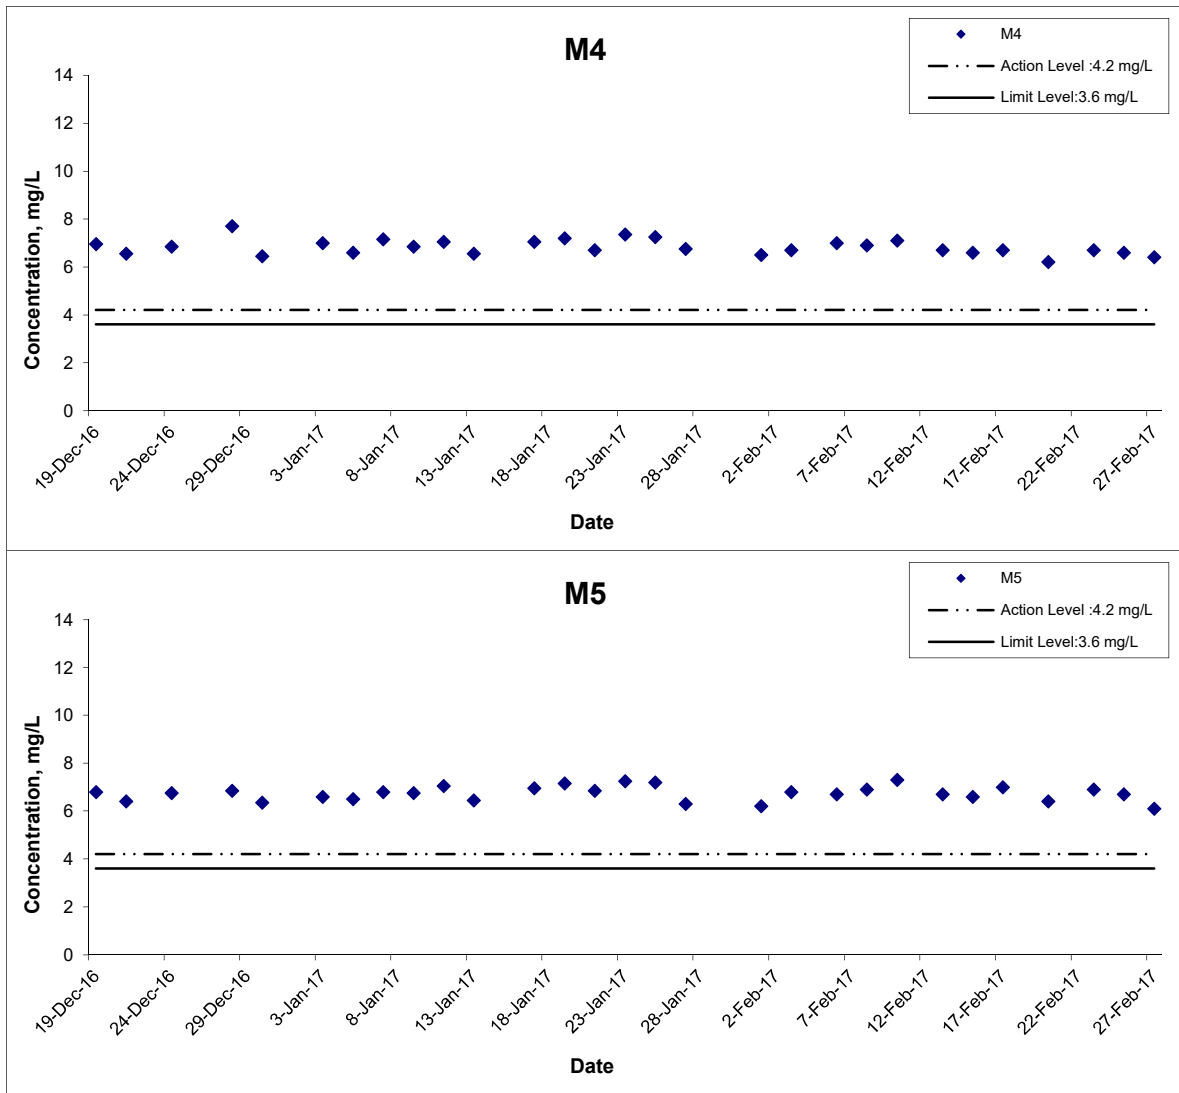 M4
M4
Action Level :4.2 mg/L
Limit Level:3.6 mg/L
Concentration, mg/L
14
12
10
8
6
4
2
0
19-Dec-16
24-Dec-16
29-Dec-16
3-Jan-17
8-Jan-17
13-Jan-17
18-Jan-17
23-Jan-17
28-Jan-17
2-Feb-17
7-Feb-17
12-Feb-17
17-Feb-17
22-Feb-17
27-Feb-17
Date
M5
M5
Action Level :4.2 mg/L
Limit Level:3.6 mg/L
Concentration, mg/L
14
12
10
8
6
4
2
0
19-Dec-16
24-Dec-16
29-Dec-16
3-Jan-17
8-Jan-17
13-Jan-17
18-Jan-17
23-Jan-17
28-Jan-17
2-Feb-17
7-Feb-17
12-Feb-17
17-Feb-17
22-Feb-17
27-Feb-17
Date